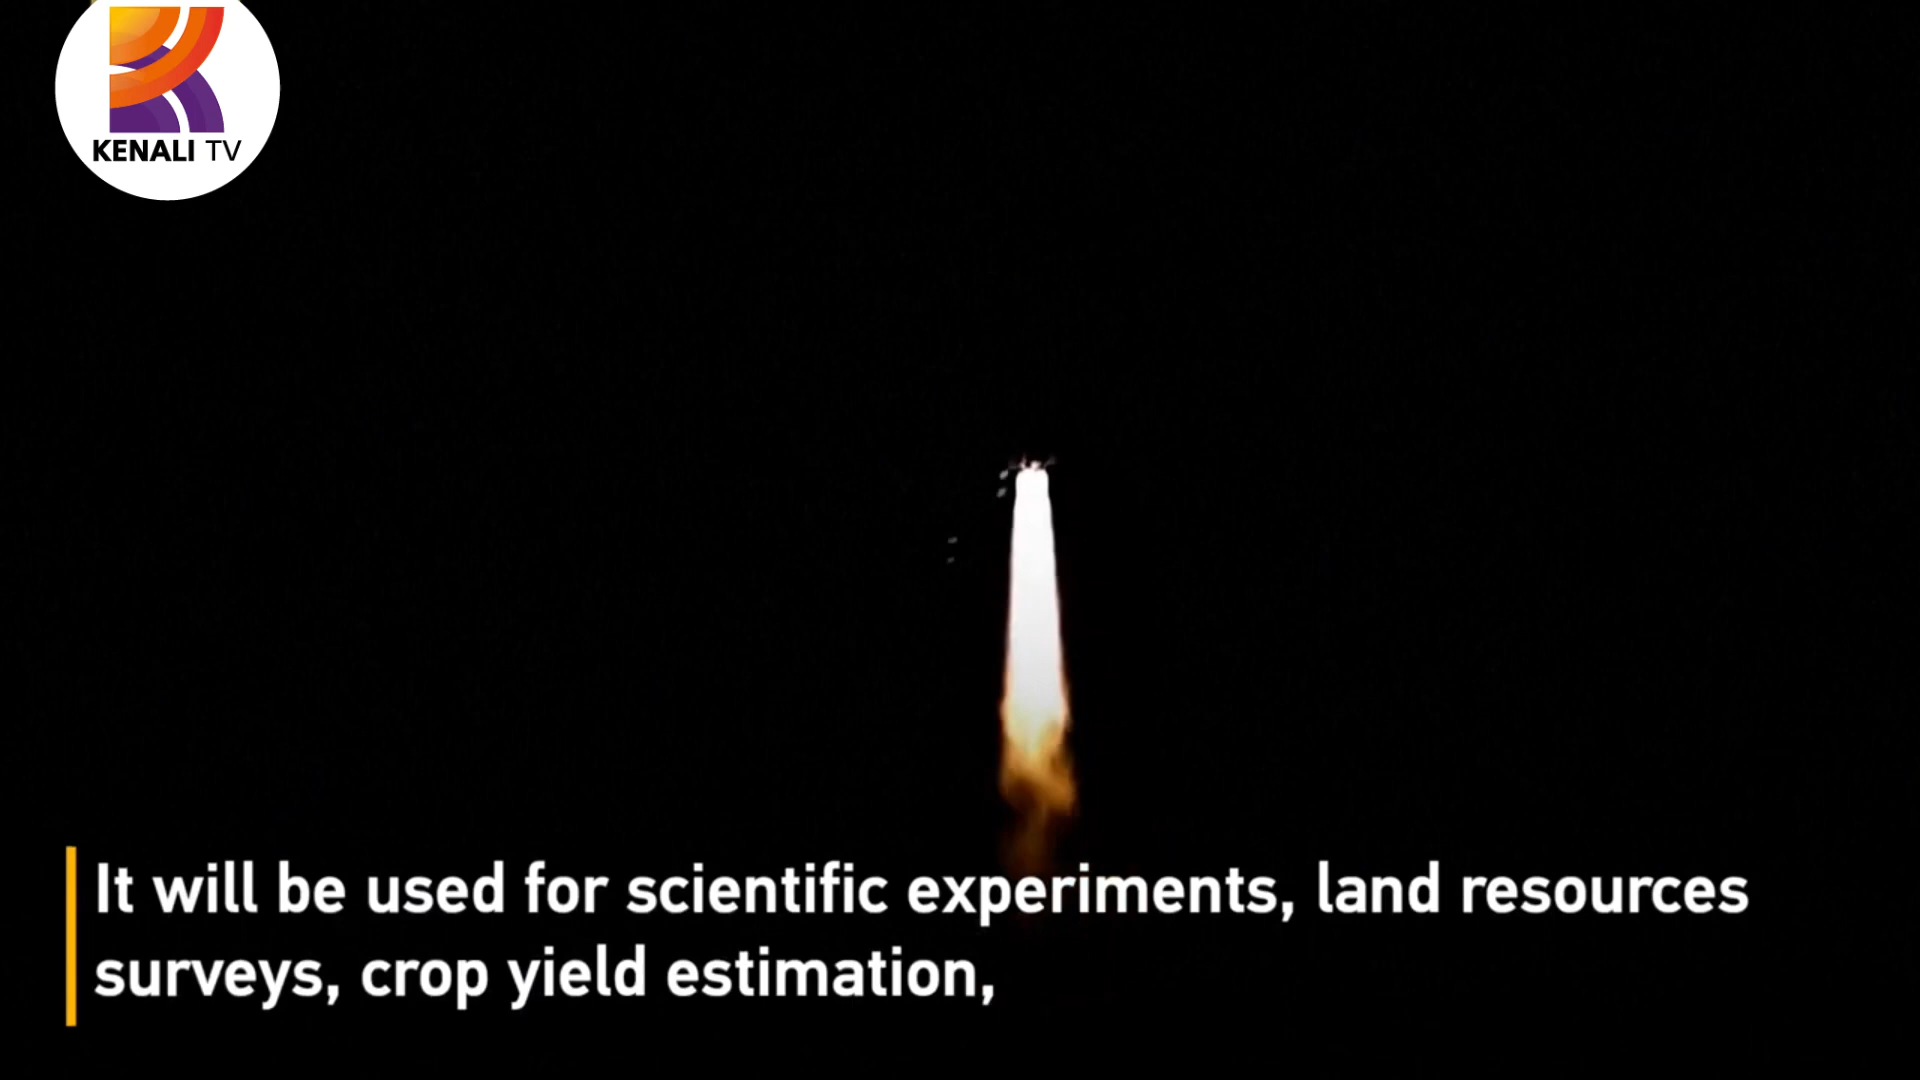 KENALI TV
It will be used for scientific experiments, land resources
surveys, crop yield estimation,